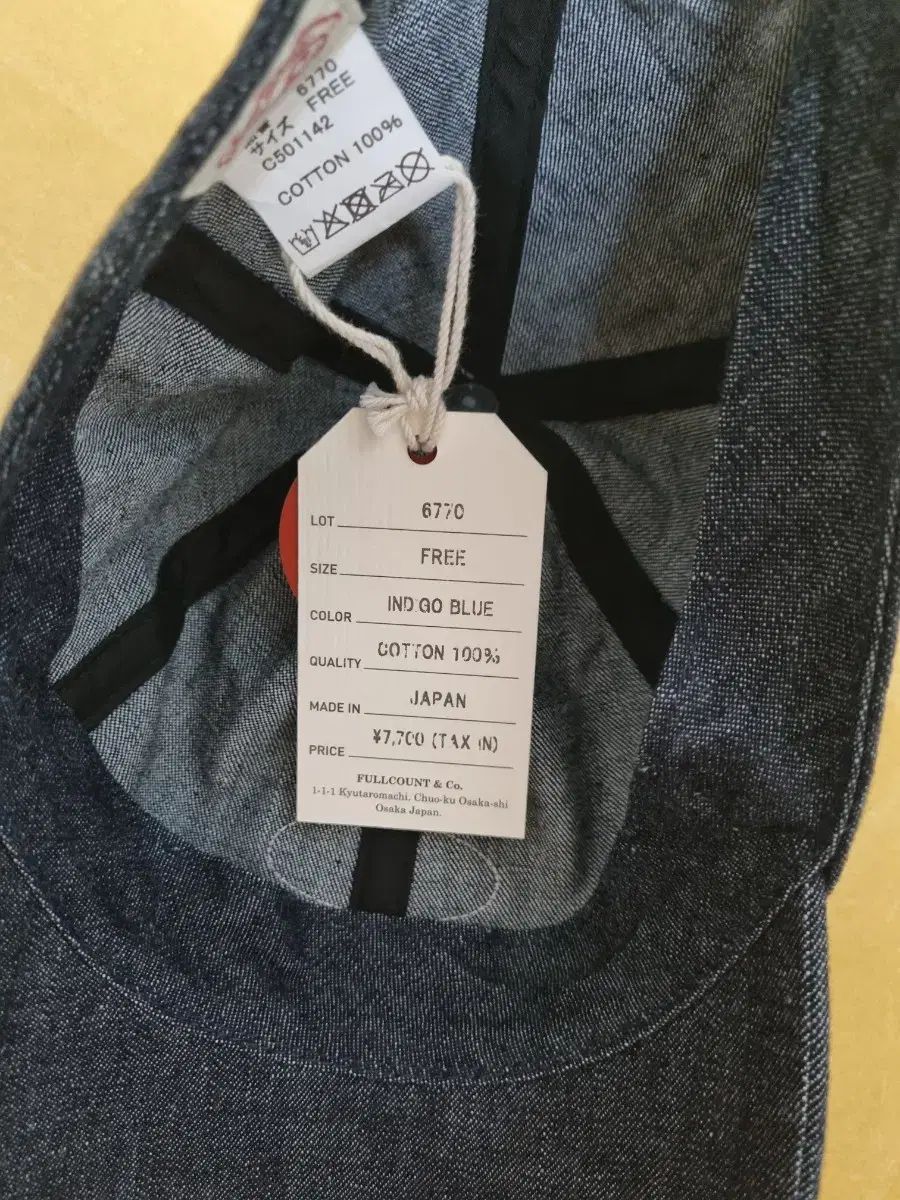 6770
サイズ FREE
C501142
COTTON 100%
LOT 6770
SIZE FREE
COLOR INDIGO BLUE
QUALITY COTTON 100%
MADE IN JAPAN
PRICE ¥7,700 (TAX IN)
FULLCOUNT & Co.
1-1-1 Kyutaromachi, Chuo-ku Osaka-shi
Osaka Japan.